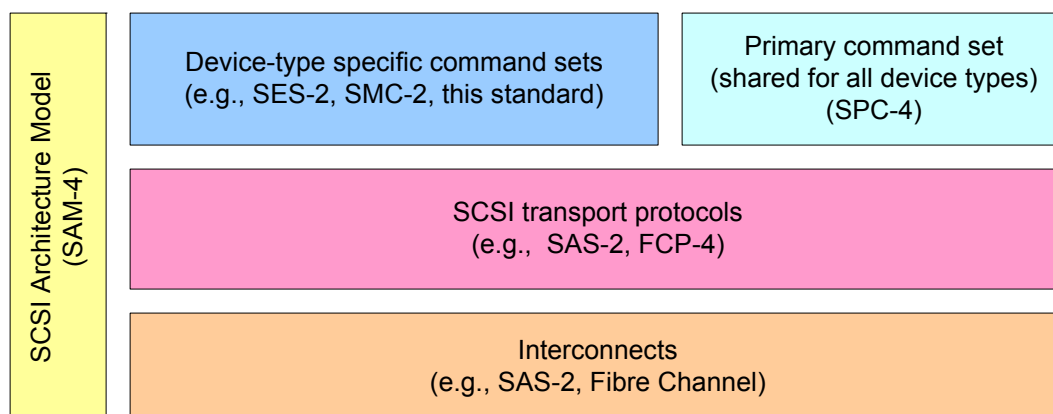 SCSI Architecture Model
(SAM-4)
Device-type specific command sets
(e.g., SES-2, SMC-2, this standard)
Primary command set
(shared for all device types)
(SPC-4)
SCSI transport protocols
(e.g., SAS-2, FCP-4)
Interconnects
(e.g., SAS-2, Fibre Channel)